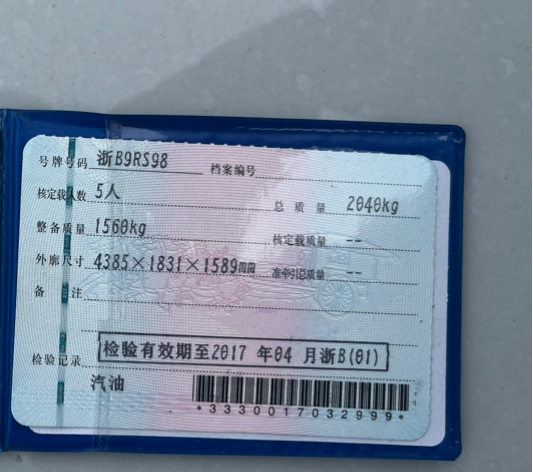 号牌号码 浙B9RS98 档案编号
核定载人数 5人 总质量 2040kg
整备质量 1560kg 核定载质量 --
外廓尺寸 4385×1831×1589mm 准牵引总质量 --
备注
检验记录 检验有效期至2017年04月浙B(01)
汽油
*3330017032999*